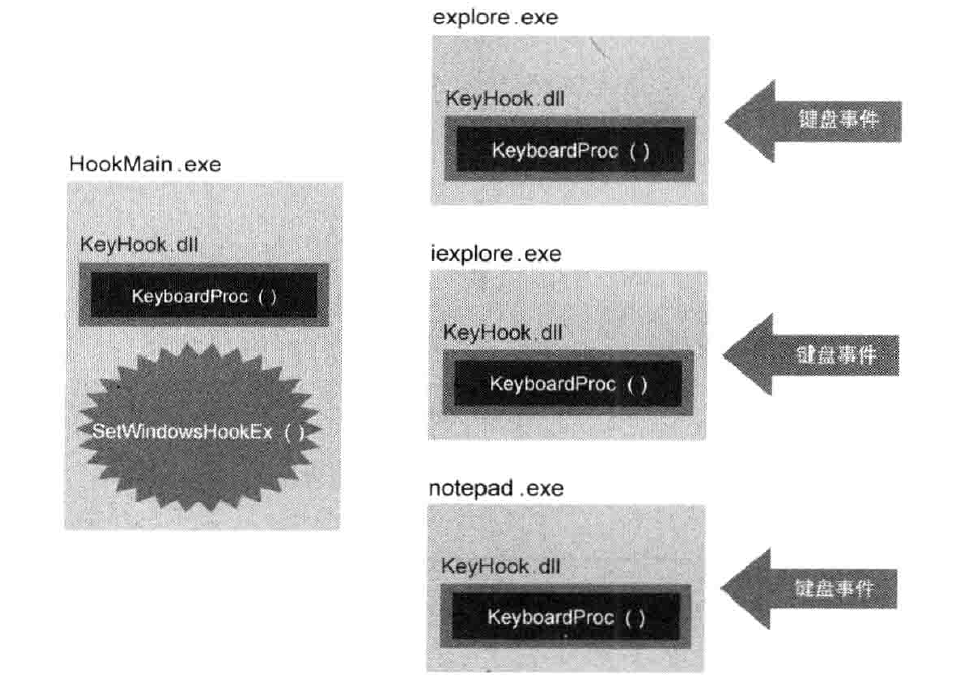 HookMain.exe
KeyHook.dll
KeyboardProc ( )
SetWindowsHookEx ( )
explore.exe
KeyHook.dll
KeyboardProc ( )
键盘事件
iexplore.exe
KeyHook.dll
KeyboardProc ( )
键盘事件
notepad.exe
KeyHook.dll
KeyboardProc ( )
键盘事件